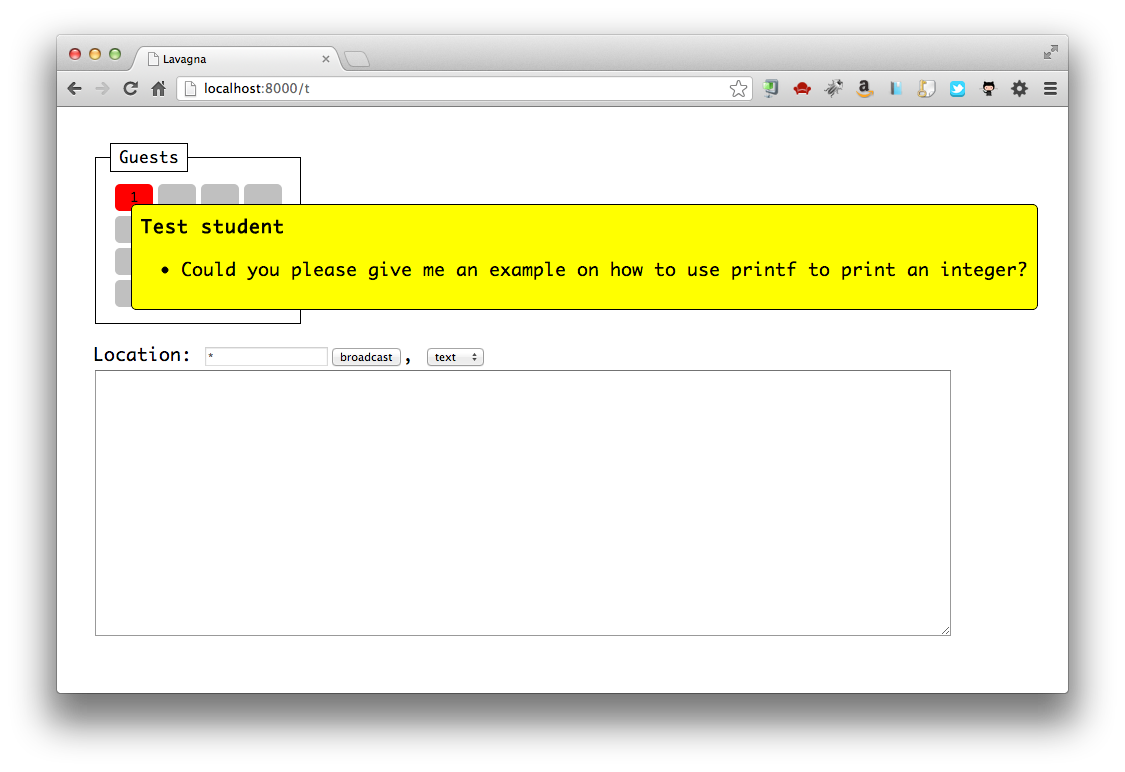 Lavagna
localhost:8000/t
Guests
1
Test student
• Could you please give me an example on how to use printf to print an integer?
Location: * broadcast , text